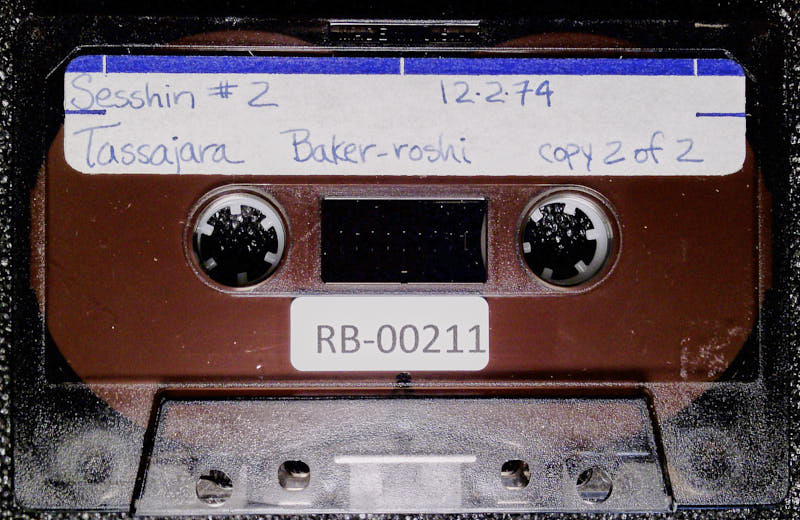 Sesshin # 2 12.2.74
Tassajara Baker-roshi copy 2 of 2
RB-00211